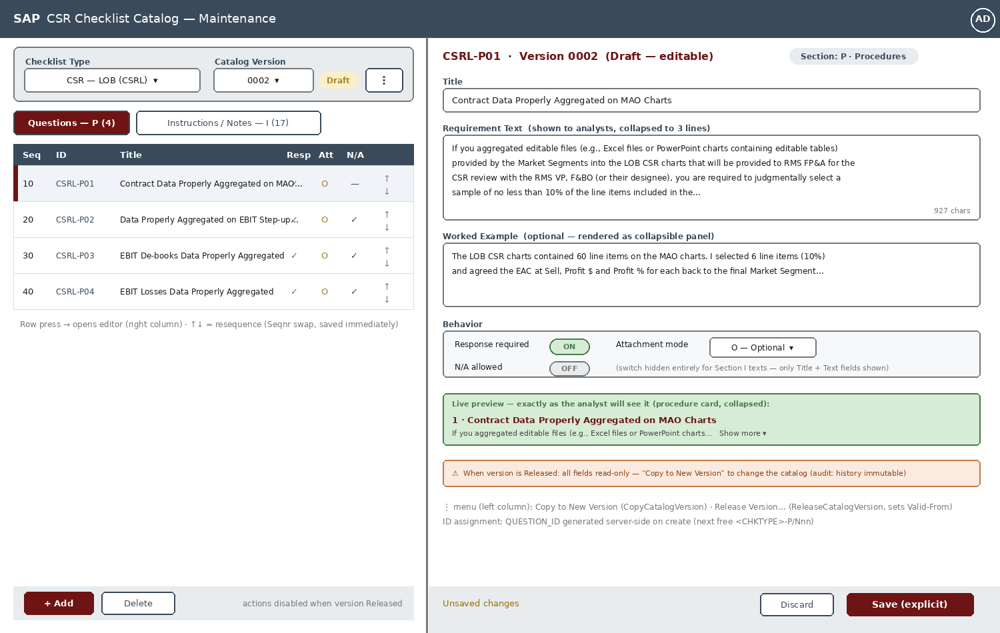 SAP CSR Checklist Catalog — Maintenance
AD
Checklist Type
Catalog Version
CSR — LOB (CSRL) ▾
0002 ▾
Draft
⋮
Questions — P (4)
Instructions / Notes — I (17)
Seq ID Title Resp Att N/A
10 CSRL-P01 Contract Data Properly Aggregated on MAO… ✓ O — ↑ ↓
20 CSRL-P02 Data Properly Aggregated on EBIT Step-up… ✓ O ✓ ↑ ↓
30 CSRL-P03 EBIT De-books Data Properly Aggregated ✓ O ✓ ↑ ↓
40 CSRL-P04 EBIT Losses Data Properly Aggregated ✓ O ✓ ↑ ↓
Row press → opens editor (right column) · ↑↓ = resequence (Seqnr swap, saved immediately)
+ Add
Delete
actions disabled when version Released
CSRL-P01 · Version 0002 (Draft — editable)
Section: P · Procedures
Title
Contract Data Properly Aggregated on MAO Charts
Requirement Text (shown to analysts, collapsed to 3 lines)
If you aggregated editable files (e.g., Excel files or PowerPoint charts containing editable tables)
provided by the Market Segments into the LOB CSR charts that will be provided to RMS FP&A for the
CSR review with the RMS VP, F&BO (or their designee), you are required to judgmentally select a
sample of no less than 10% of the line items included in the…
927 chars
Worked Example (optional — rendered as collapsible panel)
The LOB CSR charts contained 60 line items on the MAO charts. I selected 6 line items (10%)
and agreed the EAC at Sell, Profit $ and Profit % for each back to the final Market Segment…
Behavior
Response required
ON
Attachment mode
O — Optional ▾
N/A allowed
OFF
(switch hidden entirely for Section I texts — only Title + Text fields shown)
Live preview — exactly as the analyst will see it (procedure card, collapsed):
1 · Contract Data Properly Aggregated on MAO Charts
If you aggregated editable files (e.g., Excel files or PowerPoint charts… Show more ▾
⚠ When version is Released: all fields read-only — “Copy to New Version” to change the catalog (audit: history immutable)
⋮ menu (left column): Copy to New Version (CopyCatalogVersion) · Release Version… (ReleaseCatalogVersion, sets Valid-From)
ID assignment: QUESTION_ID generated server-side on create (next free <CHKTYPE>-P/Nnn)
Unsaved changes
Discard
Save (explicit)